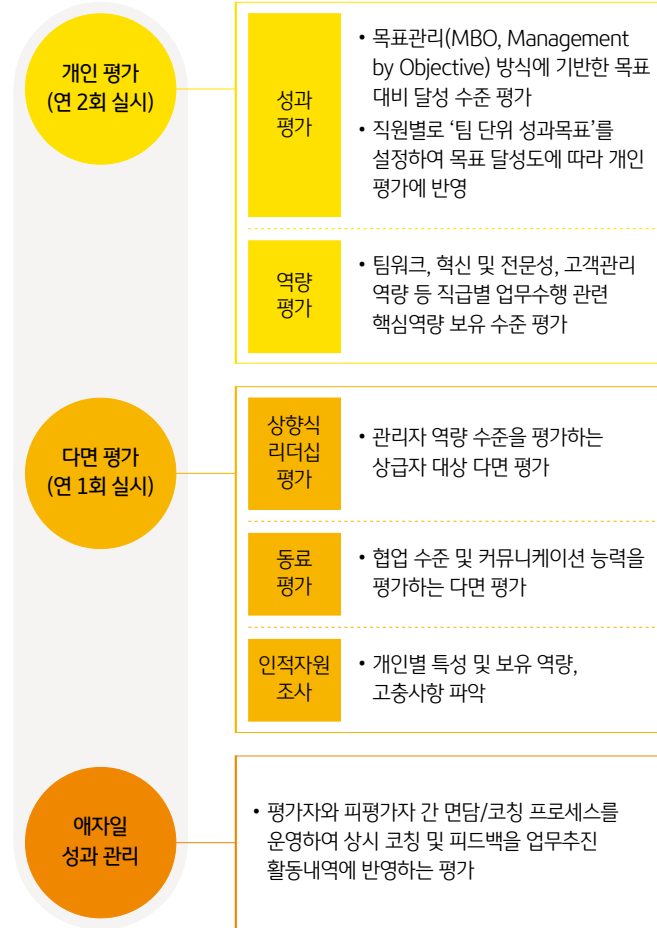 개인 평가
(연 2회 실시)
성과
평가
• 목표관리(MBO, Management
by Objective) 방식에 기반한 목표
대비 달성 수준 평가
• 직원별로 ‘팀 단위 성과목표’를
설정하여 목표 달성도에 따라 개인
평가에 반영
역량
평가
• 팀워크, 혁신 및 전문성, 고객관리
역량 등 직급별 업무수행 관련
핵심역량 보유 수준 평가
다면 평가
(연 1회 실시)
상향식
리더십
평가
• 관리자 역량 수준을 평가하는
상급자 대상 다면 평가
동료
평가
• 협업 수준 및 커뮤니케이션 능력을
평가하는 다면 평가
인적자원
조사
• 개인별 특성 및 보유 역량,
고충사항 파악
애자일
성과 관리
• 평가자와 피평가자 간 면담/코칭 프로세스를
운영하여 상시 코칭 및 피드백을 업무추진
활동내역에 반영하는 평가